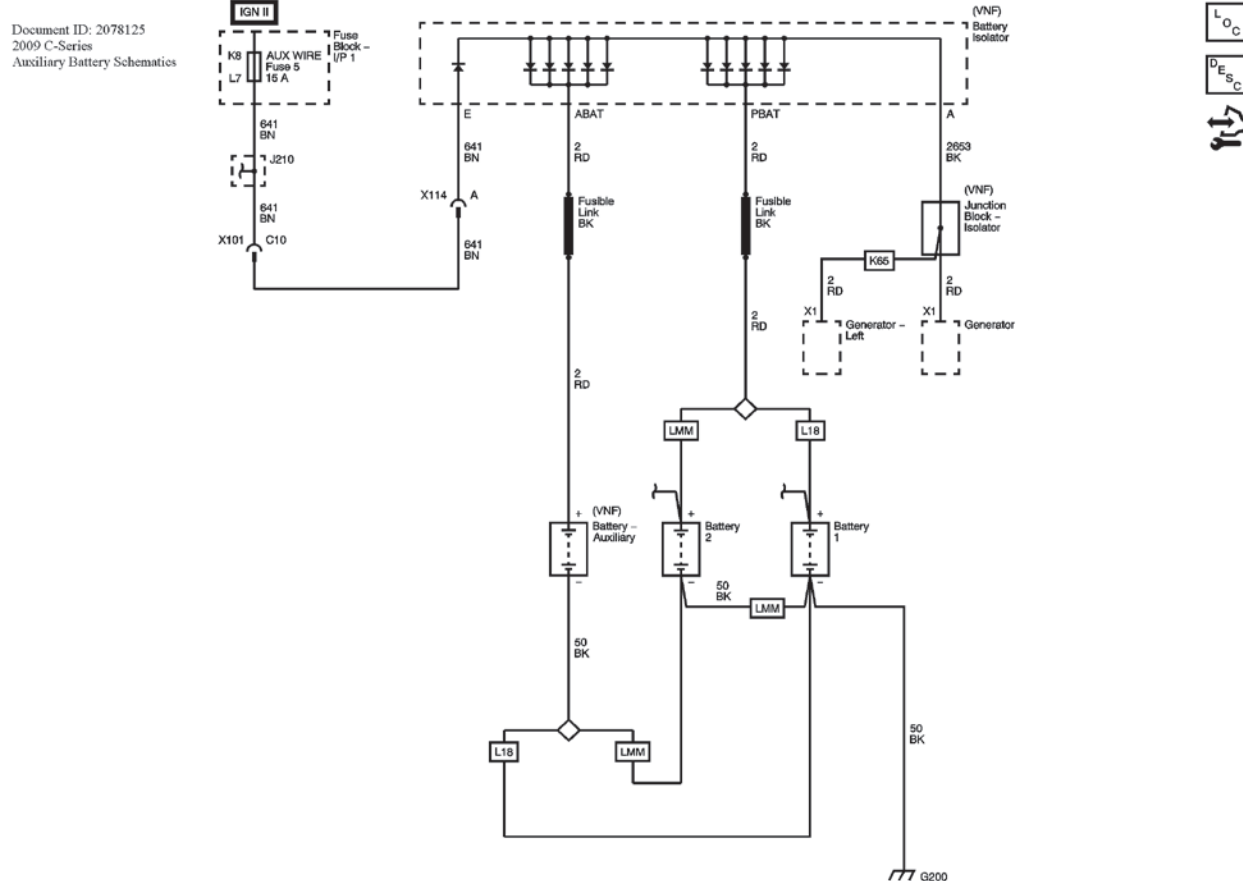 Document ID: 2078125
2009 C-Series
Auxiliary Battery Schematics
IGN II
Fuse
Block –
I/P 1
K8
L7
AUX WIRE
Fuse 5
15 A
641
BN
J210
641
BN
X101
C10
(VNF)
Battery
Isolator
E
ABAT
PBAT
A
641
BN
2
RD
2
RD
2653
BK
X114
A
641
BN
Fusible
Link
BK
Fusible
Link
BK
(VNF)
Junction
Block –
Isolator
K65
2
RD
2
RD
X1
Generator –
Left
X1
Generator
2
RD
2
RD
LMM
L18
+
(VNF)
Battery –
Auxiliary
–
+
Battery
2
–
+
Battery
1
–
50
BK
LMM
50
BK
L18
LMM
50
BK
G200
LOC
DESC